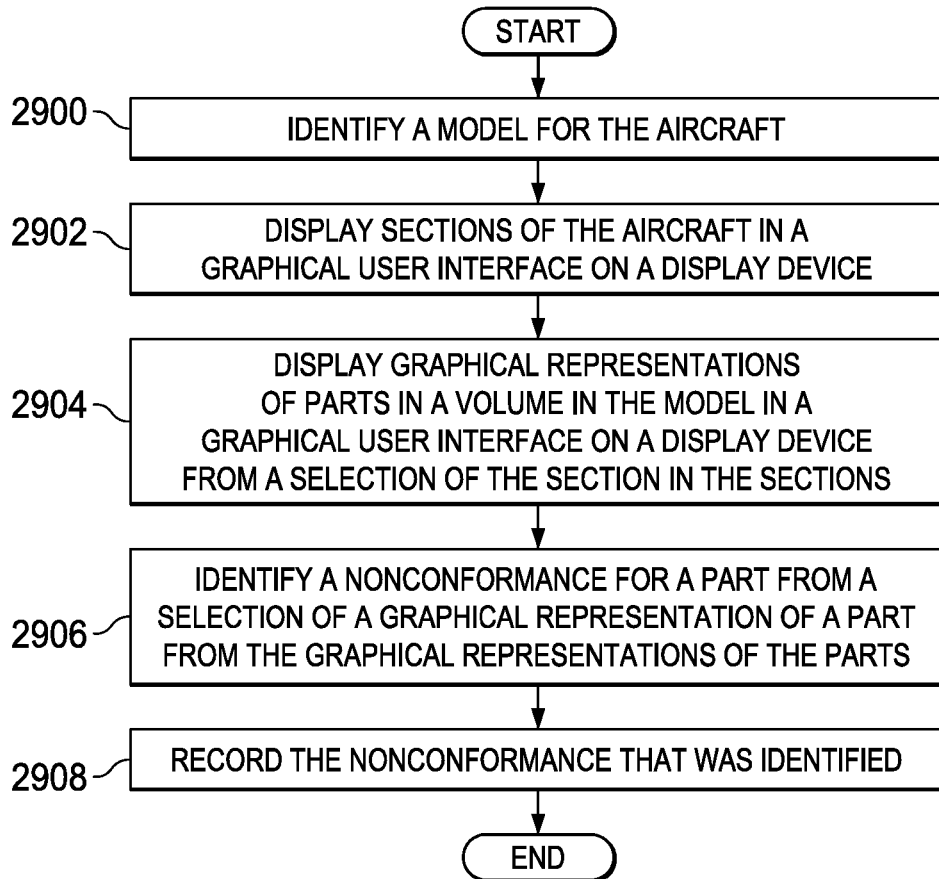 START
2900
IDENTIFY A MODEL FOR THE AIRCRAFT
2902
DISPLAY SECTIONS OF THE AIRCRAFT IN A
GRAPHICAL USER INTERFACE ON A DISPLAY DEVICE
2904
DISPLAY GRAPHICAL REPRESENTATIONS
OF PARTS IN A VOLUME IN THE MODEL IN A
GRAPHICAL USER INTERFACE ON A DISPLAY DEVICE
FROM A SELECTION OF THE SECTION IN THE SECTIONS
2906
IDENTIFY A NONCONFORMANCE FOR A PART FROM A
SELECTION OF A GRAPHICAL REPRESENTATION OF A PART
FROM THE GRAPHICAL REPRESENTATIONS OF THE PARTS
2908
RECORD THE NONCONFORMANCE THAT WAS IDENTIFIED
END